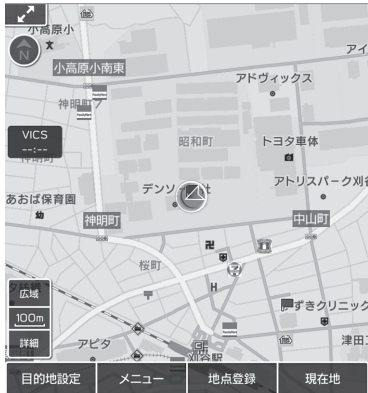 小高原小
N
小高原小南東
アイ
アドヴィックス
神明町
VICS
--:--
昭和町
トヨタ車体
アトリスパーク刈谷
デンソ
社
あおば保育園
幼
神明町
中山町
桜町
H
広域
100m
詳細
すぎクリニック
アピタ
刈谷駅
津田
目的地設定
メニュー
地点登録
現在地